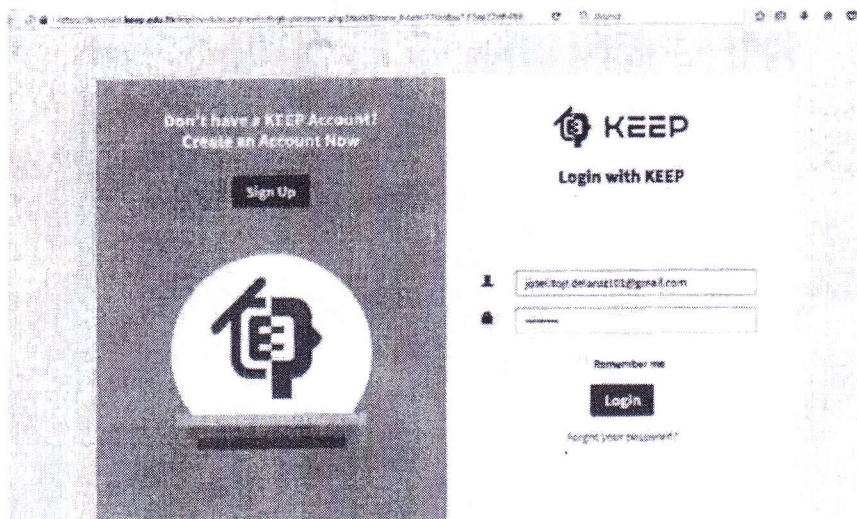 Don't have a KEEP Account?
Create an Account Now
Sign Up
KEEP
Login with KEEP
Remember me
Login
Forgot your password?